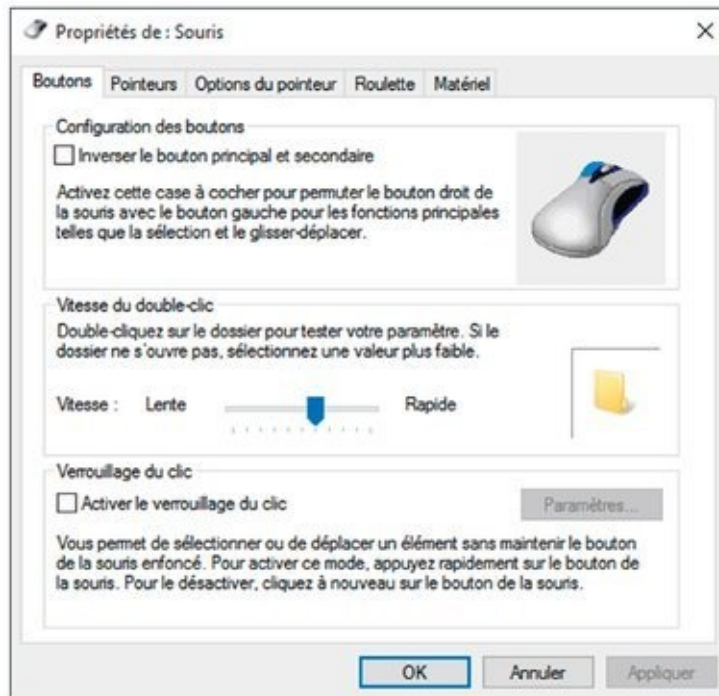 Propriétés de : Souris
Boutons Pointeurs Options du pointeur Roulette Matériel
Configuration des boutons
Inverser le bouton principal et secondaire
Activez cette case à cocher pour permuter le bouton droit de
la souris avec le bouton gauche pour les fonctions principales
telles que la sélection et le glisser-déplacer.
Vitesse du double-clic
Double-cliquez sur le dossier pour tester votre paramètre. Si le
dossier ne s'ouvre pas, sélectionnez une valeur plus faible.
Vitesse : Lente Rapide
Verrouillage du clic
Activer le verrouillage du clic Paramètres...
Vous permet de sélectionner ou de déplacer un élément sans maintenir le bouton
de la souris enfoncé. Pour activer ce mode, appuyez rapidement sur le bouton de
la souris. Pour le désactiver, cliquez à nouveau sur le bouton de la souris.
OK Annuler Appliquer